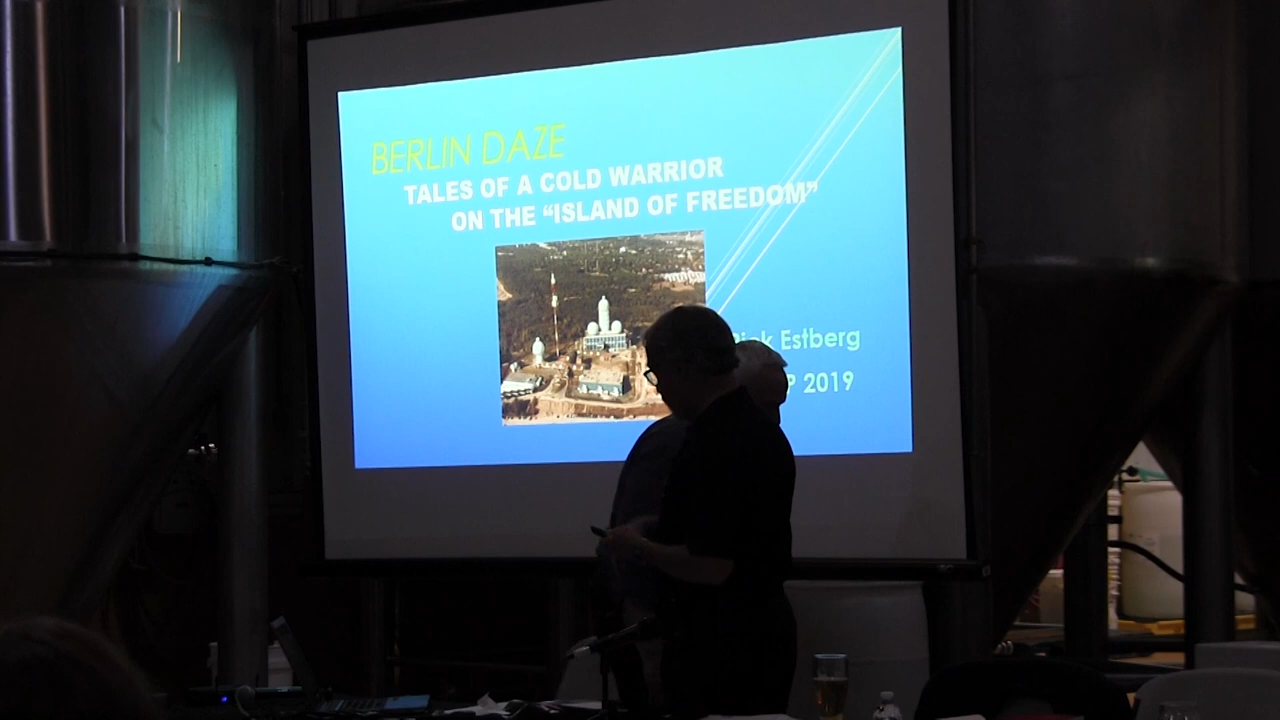 BERLIN DAZE
TALES OF A COLD WARRIOR
ON THE “ISLAND OF FREEDOM”
Estberg
2019